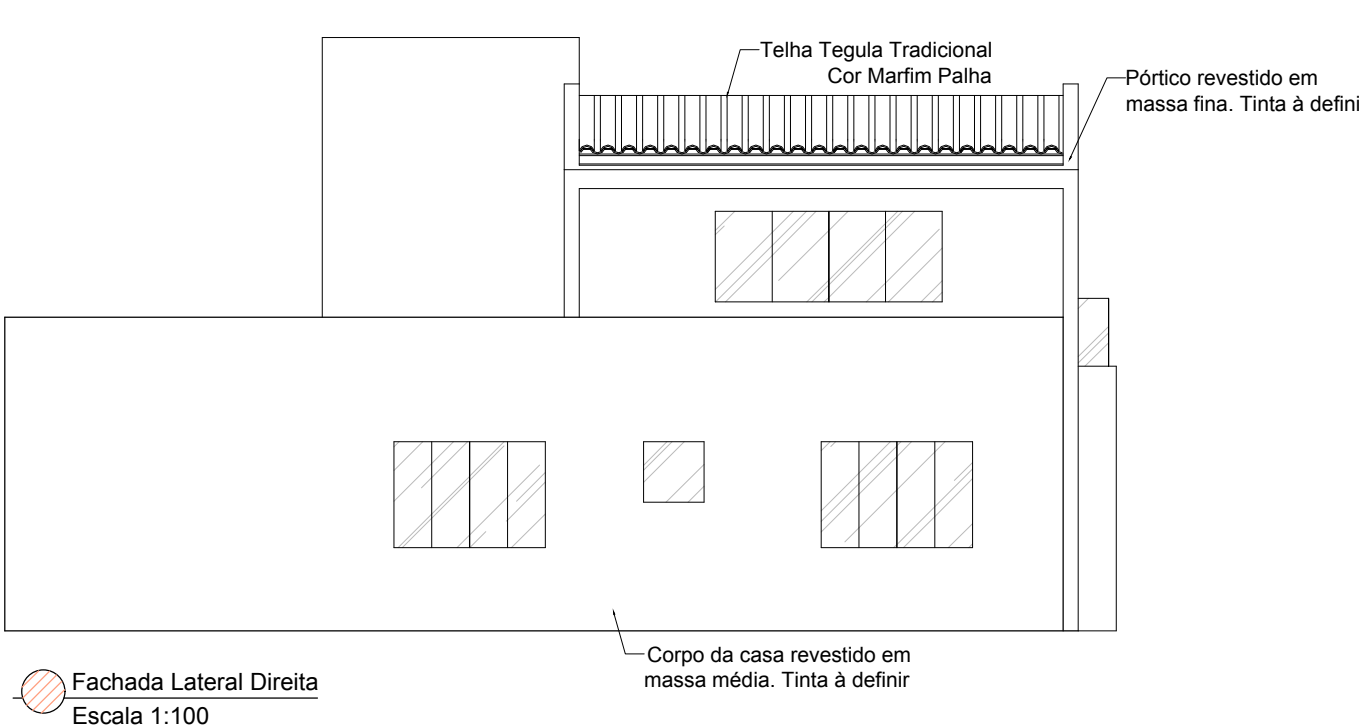 Telha Tegula Tradicional
Cor Marfim Palha
Pórtico revestido em
massa fina. Tinta à defini
Corpo da casa revestido em
massa média. Tinta à definir
Fachada Lateral Direita
Escala 1:100